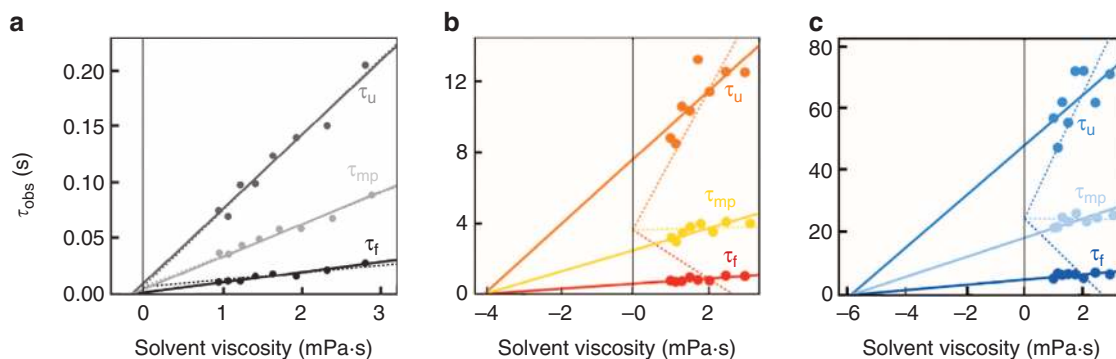 a
τobs (s)
0.20
0.15
0.10
0.05
0.00
τu
τmp
τf
0 1 2 3
Solvent viscosity (mPa·s)
b
12
8
4
0
τu
τmp
τf
–4 –2 0 2
Solvent viscosity (mPa·s)
c
80
60
40
20
0
τu
τmp
τf
–6 –4 –2 0 2
Solvent viscosity (mPa·s)